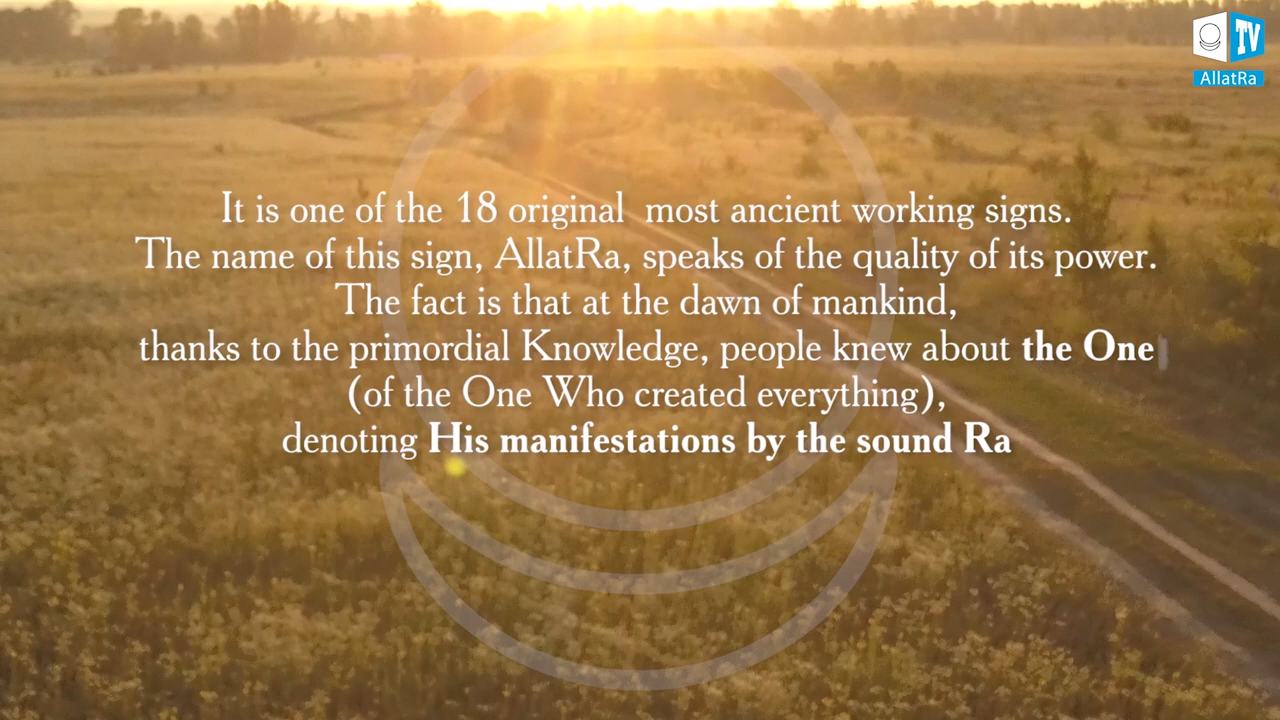 TV
AllatRa
It is one of the 18 original most ancient working signs.
The name of this sign, AllatRa, speaks of the quality of its power.
The fact is that at the dawn of mankind,
thanks to the primordial Knowledge, people knew about the One
(of the One Who created everything),
denoting His manifestations by the sound Ra